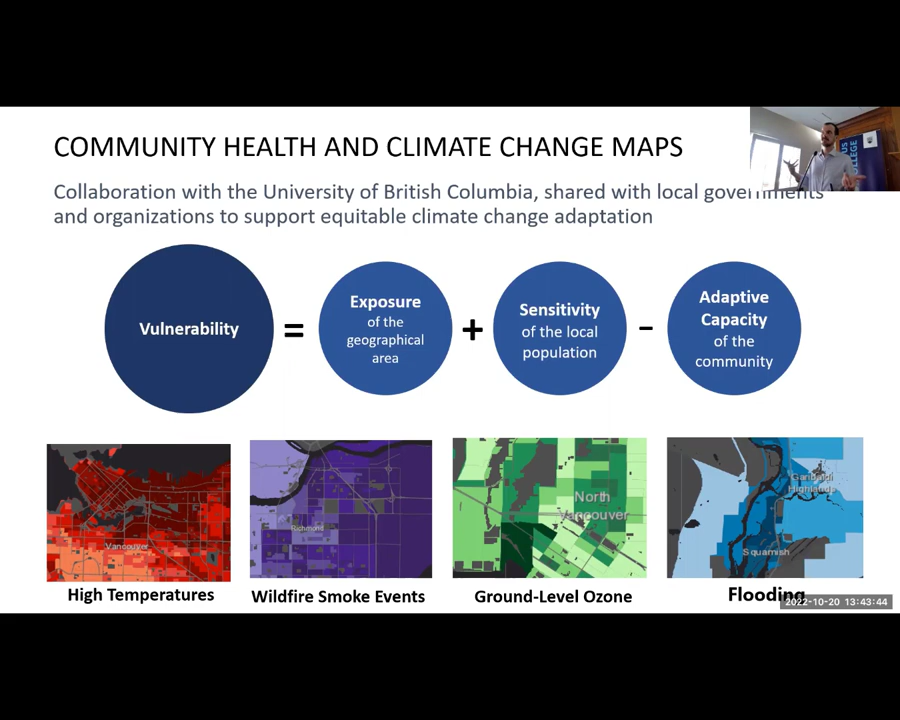 COMMUNITY HEALTH AND CLIMATE CHANGE MAPS
Collaboration with the University of British Columbia, shared with local governments
and organizations to support equitable climate change adaptation
Vulnerability
=
Exposure
of the
geographical
area
+
Sensitivity
of the local
population
-
Adaptive
Capacity
of the
community
Vancouver
Richmond
North
Vancouver
Garibaldi
Highlands
Squamish
High Temperatures
Wildfire Smoke Events
Ground-Level Ozone
Flooding
2022-10-20 13:43:44